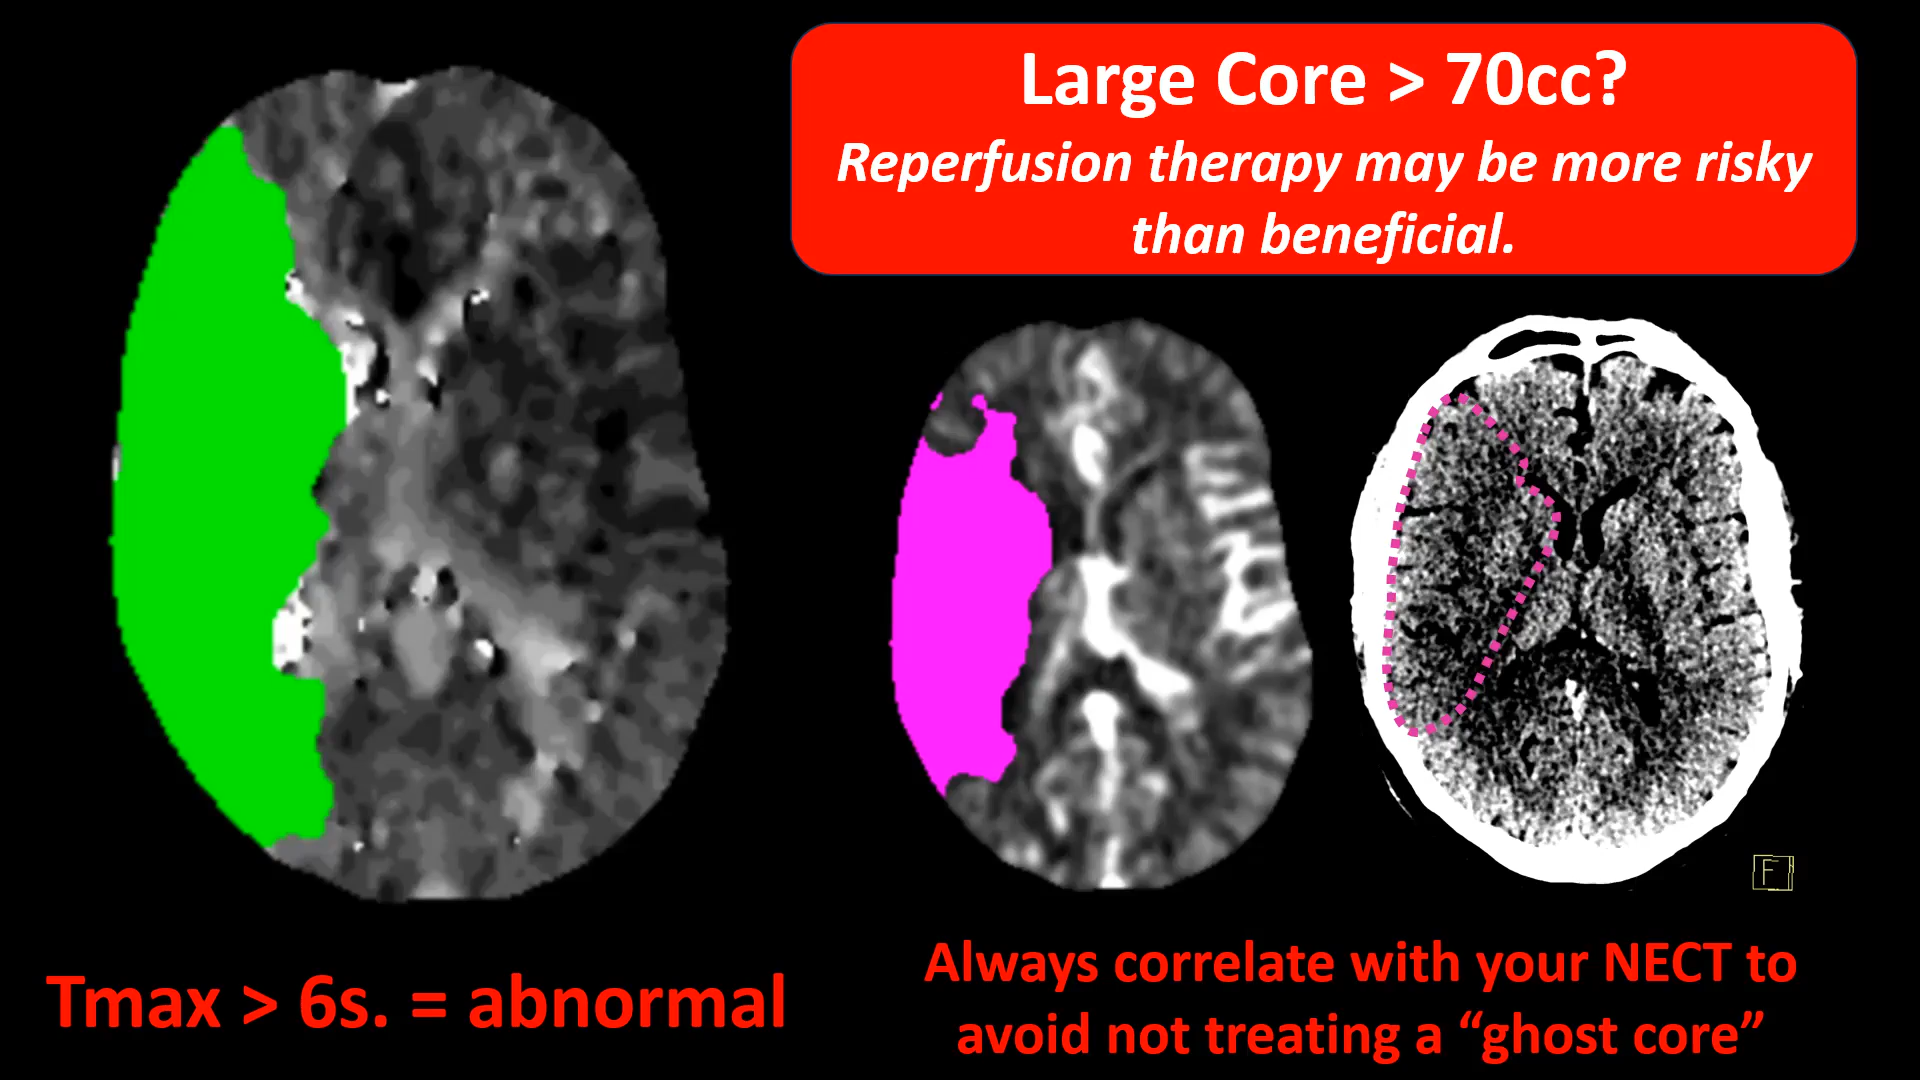 Large Core > 70cc?
Reperfusion therapy may be more risky
than beneficial.
F
Tmax > 6s. = abnormal
Always correlate with your NECT to
avoid not treating a “ghost core”